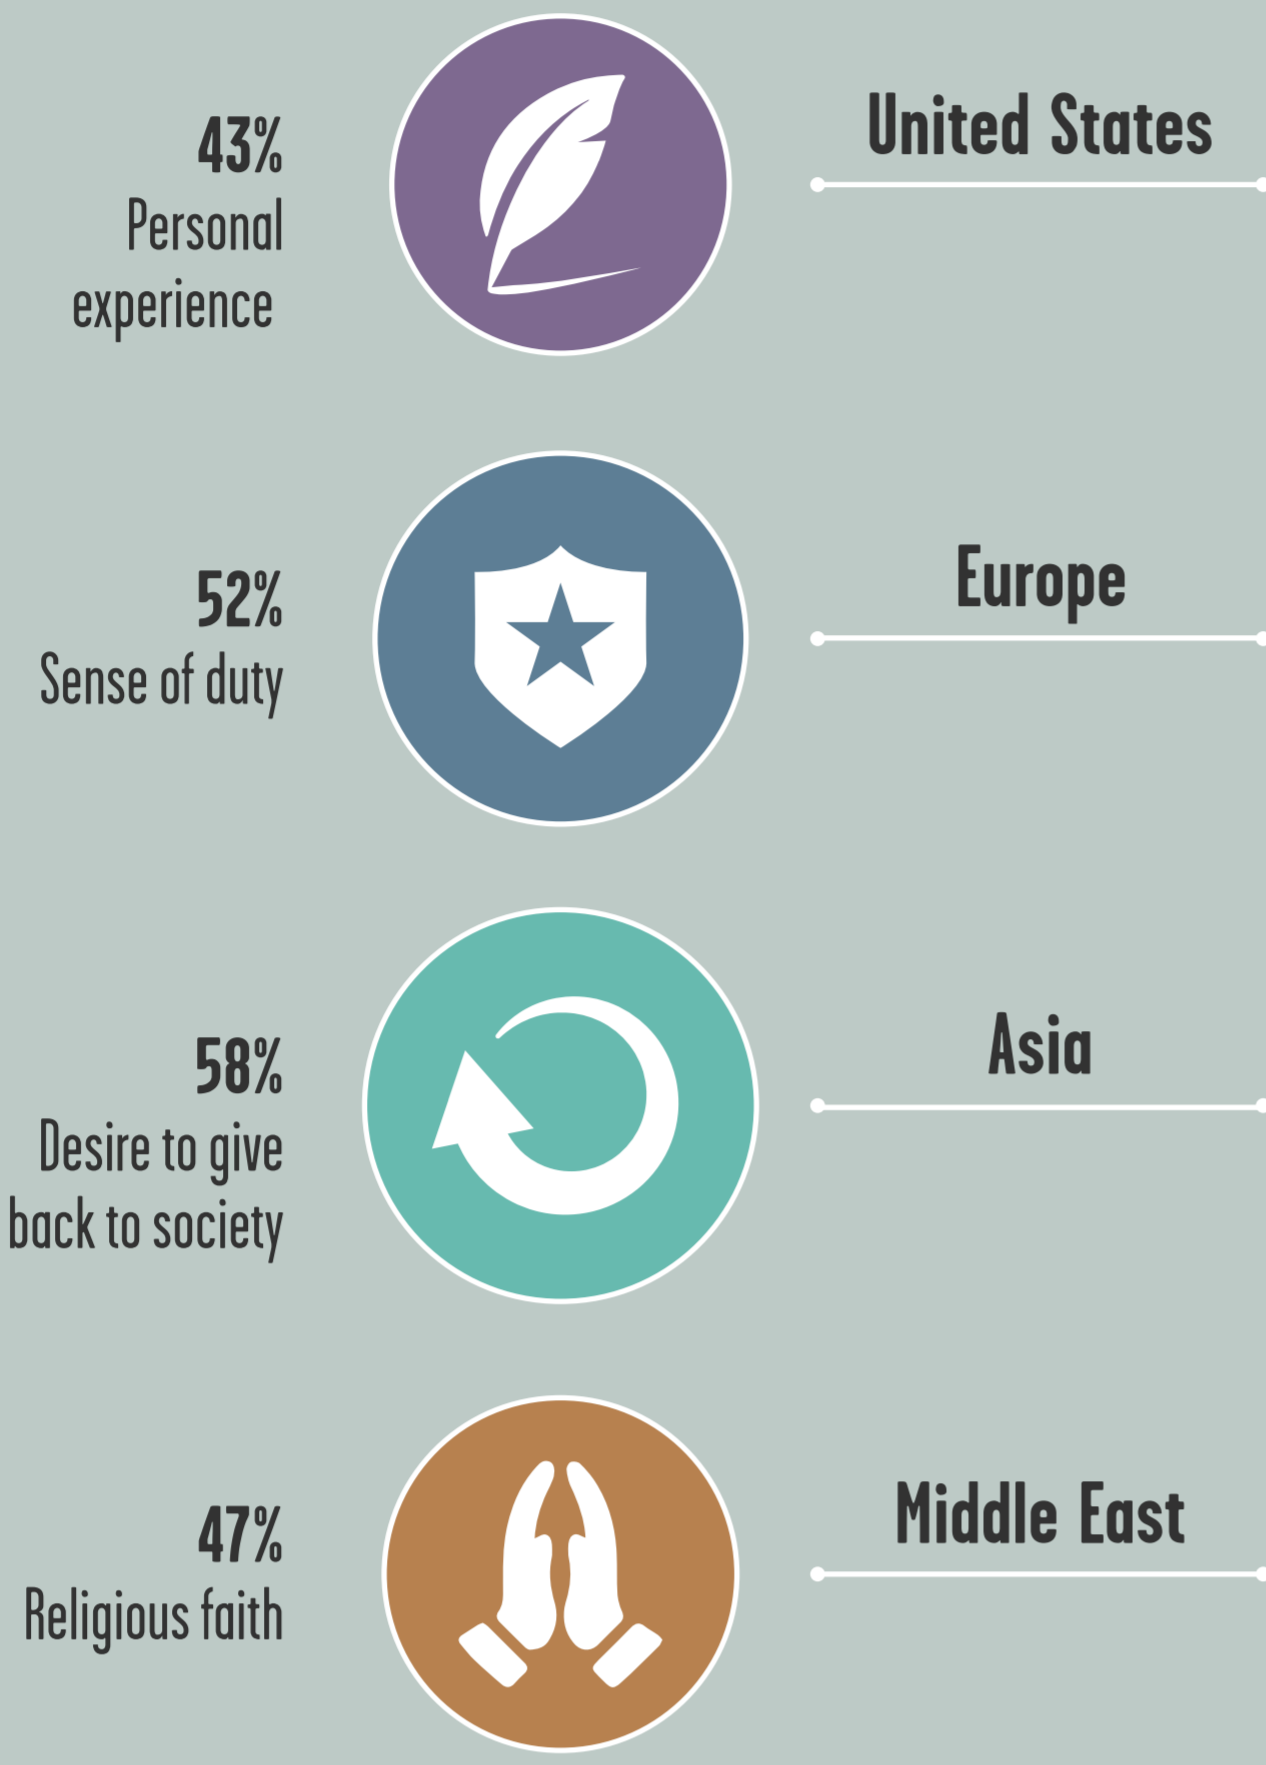 43%
Personal
experience
United States
52%
Sense of duty
Europe
58%
Desire to give
back to society
Asia
47%
Religious faith
Middle East